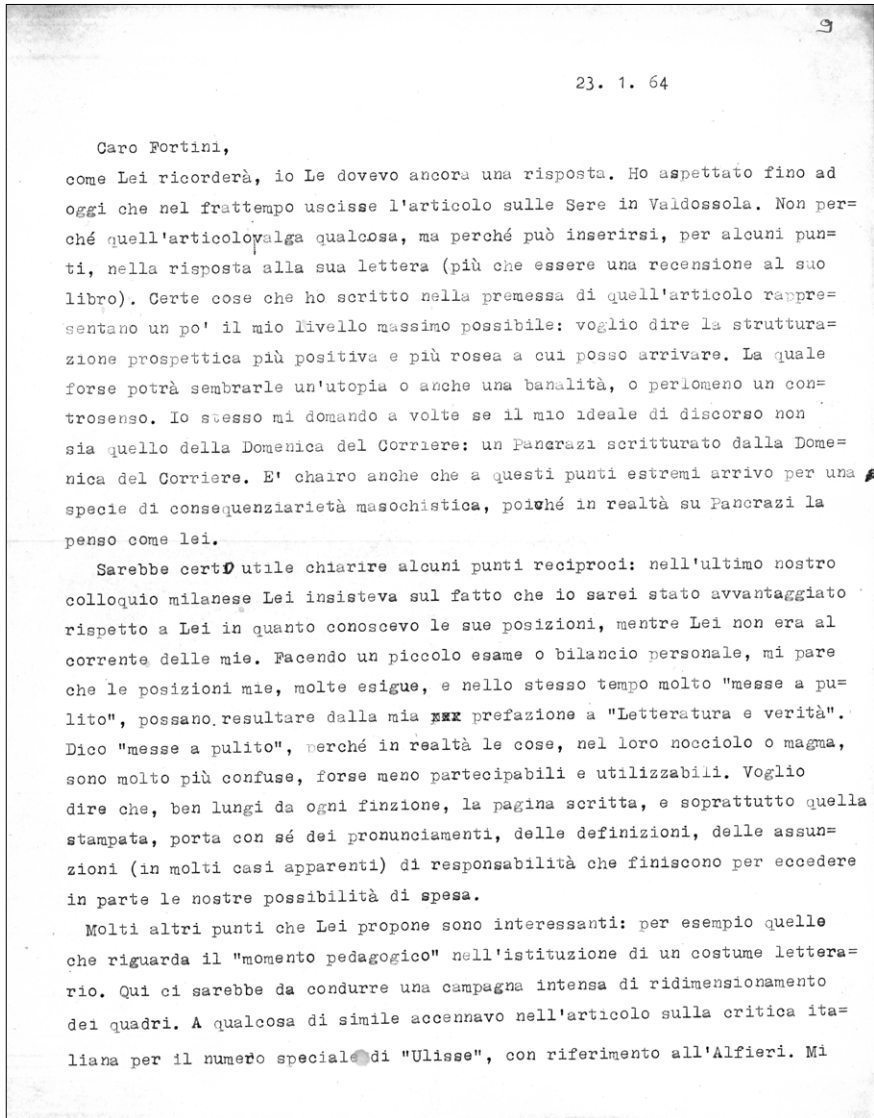 9
23. 1. 64
Caro Fortini,
come Lei ricorderà, io Le dovevo ancora una risposta. Ho aspettato fino ad
oggi che nel frattempo uscisse l'articolo sulle Sere in Valdossola. Non per=
ché quell'articolo valga qualcosa, ma perché può inserirsi, per alcuni pun=
ti, nella risposta alla sua lettera (più che essere una recensione al suo
libro). Certe cose che ho scritto nella premessa di quell'articolo rappre=
sentano un po' il mio livello massimo possibile: voglio dire la struttura=
zione prospettica più positiva e più rosea a cui posso arrivare. La quale
forse potrà sembrarle un'utopia o anche una banalità, o perlomeno un con=
trosenso. Io stesso mi domando a volte se il mio ideale di discorso non
sia quello della Domenica del Corriere: un Pancrazi scritturato dalla Dome=
nica del Corriere. E' chairo anche che a questi punti estremi arrivo per una
specie di consequenziarietà masochistica, poiché in realtà su Pancrazi la
penso come lei.
Sarebbe certo utile chiarire alcuni punti reciproci: nell'ultimo nostro
colloquio milanese Lei insisteva sul fatto che io sarei stato avvantaggiato
rispetto a Lei in quanto conoscevo le sue posizioni, mentre Lei non era al
corrente delle mie. Facendo un piccolo esame o bilancio personale, mi pare
che le posizioni mie, molte esigue, e nello stesso tempo molto "messe a pu=
lito", possano resultare dalla mia prefazione a "Letteratura e verità".
Dico "messe a pulito", perché in realtà le cose, nel loro nocciolo o magma,
sono molto più confuse, forse meno partecipabili e utilizzabili. Voglio
dire che, ben lungi da ogni finzione, la pagina scritta, e soprattutto quella
stampata, porta con sé dei pronunciamenti, delle definizioni, delle assun=
zioni (in molti casi apparenti) di responsabilità che finiscono per eccedere
in parte le nostre possibilità di spesa.
Molti altri punti che Lei propone sono interessanti: per esempio quello
che riguarda il "momento pedagogico" nell'istituzione di un costume lettera=
rio. Qui ci sarebbe da condurre una campagna intensa di ridimensionamento
dei quadri. A qualcosa di simile accennavo nell'articolo sulla critica ita=
liana per il numero speciale di "Ulisse", con riferimento all'Alfieri. Mi